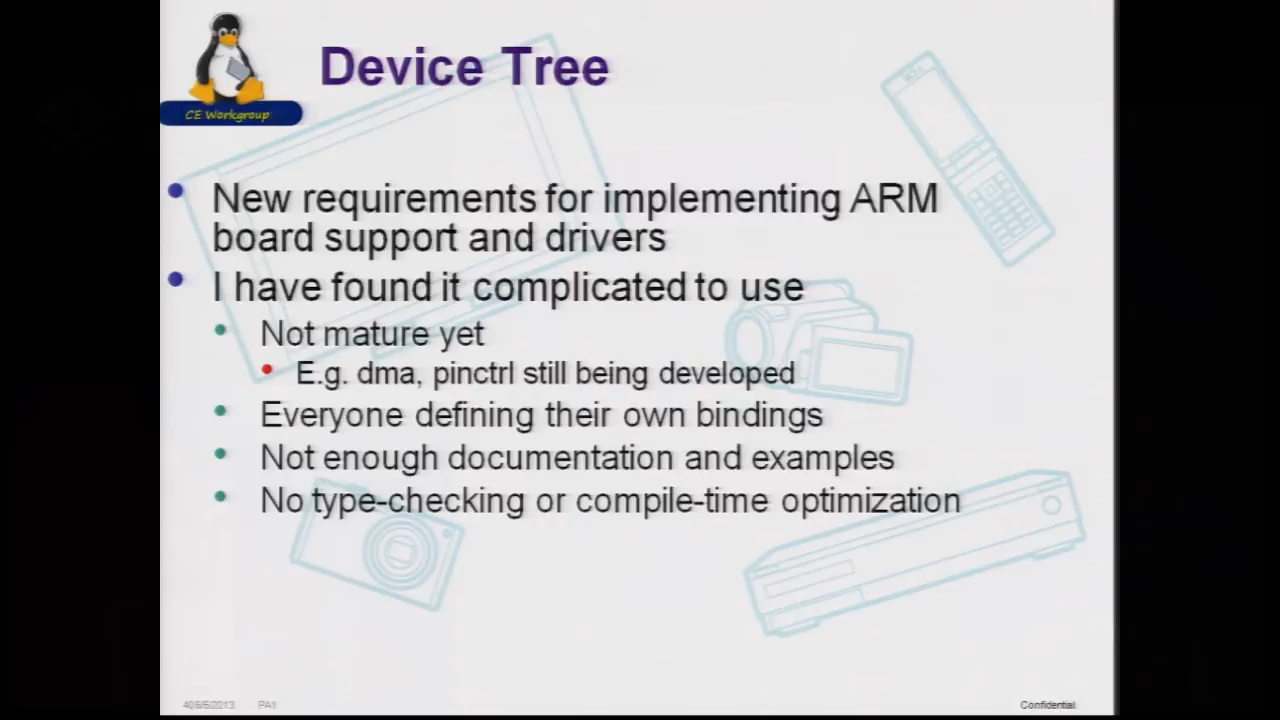 CE Workgroup
Device Tree
New requirements for implementing ARM
board support and drivers
I have found it complicated to use
Not mature yet
E.g. dma, pinctrl still being developed
Everyone defining their own bindings
Not enough documentation and examples
No type-checking or compile-time optimization
PA1
Confidential